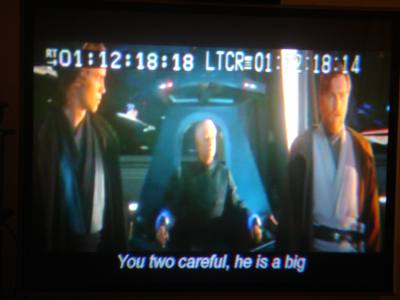 RT 01:12:18:18 LTCR≡01:12:18:14
You two careful, he is a big